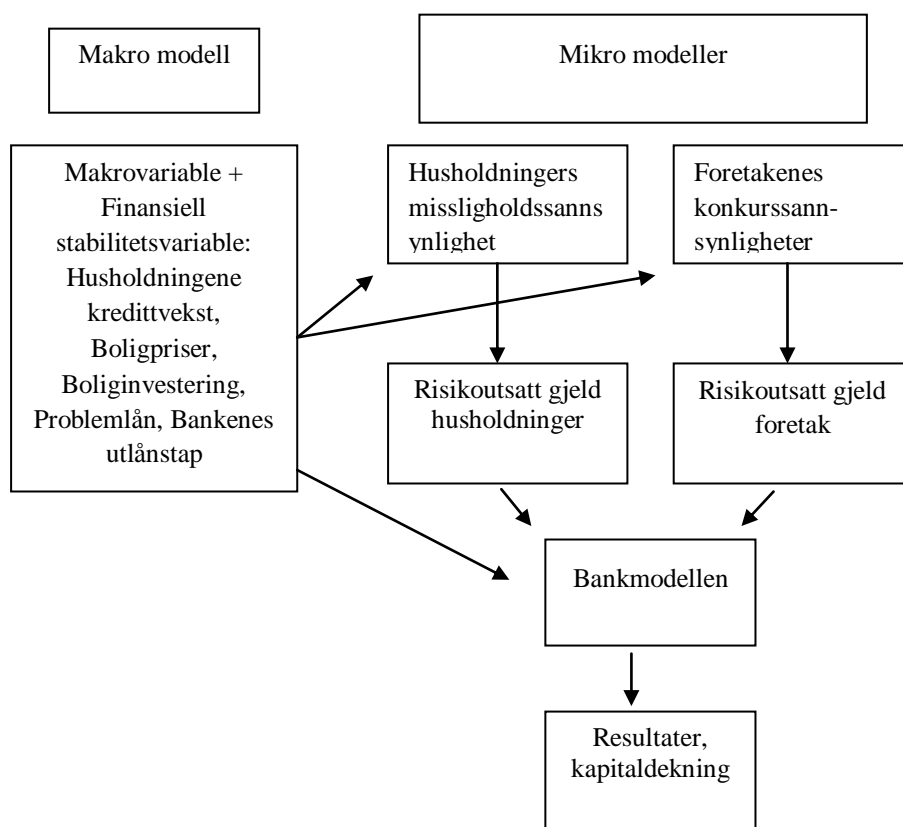 Makro modell
Mikro modeller
Makrovariable +
Finansiell
stabilitetsvariable:
Husholdningene
kredittvekst,
Boligpriser,
Boliginvestering,
Problemlån, Bankenes
utlånstap
Husholdningers
missligholdssanns
ynlighet
Foretakenes
konkurssann-
synligheter
Risikoutsatt gjeld
husholdninger
Risikoutsatt gjeld
foretak
Bankmodellen
Resultater,
kapitaldekning